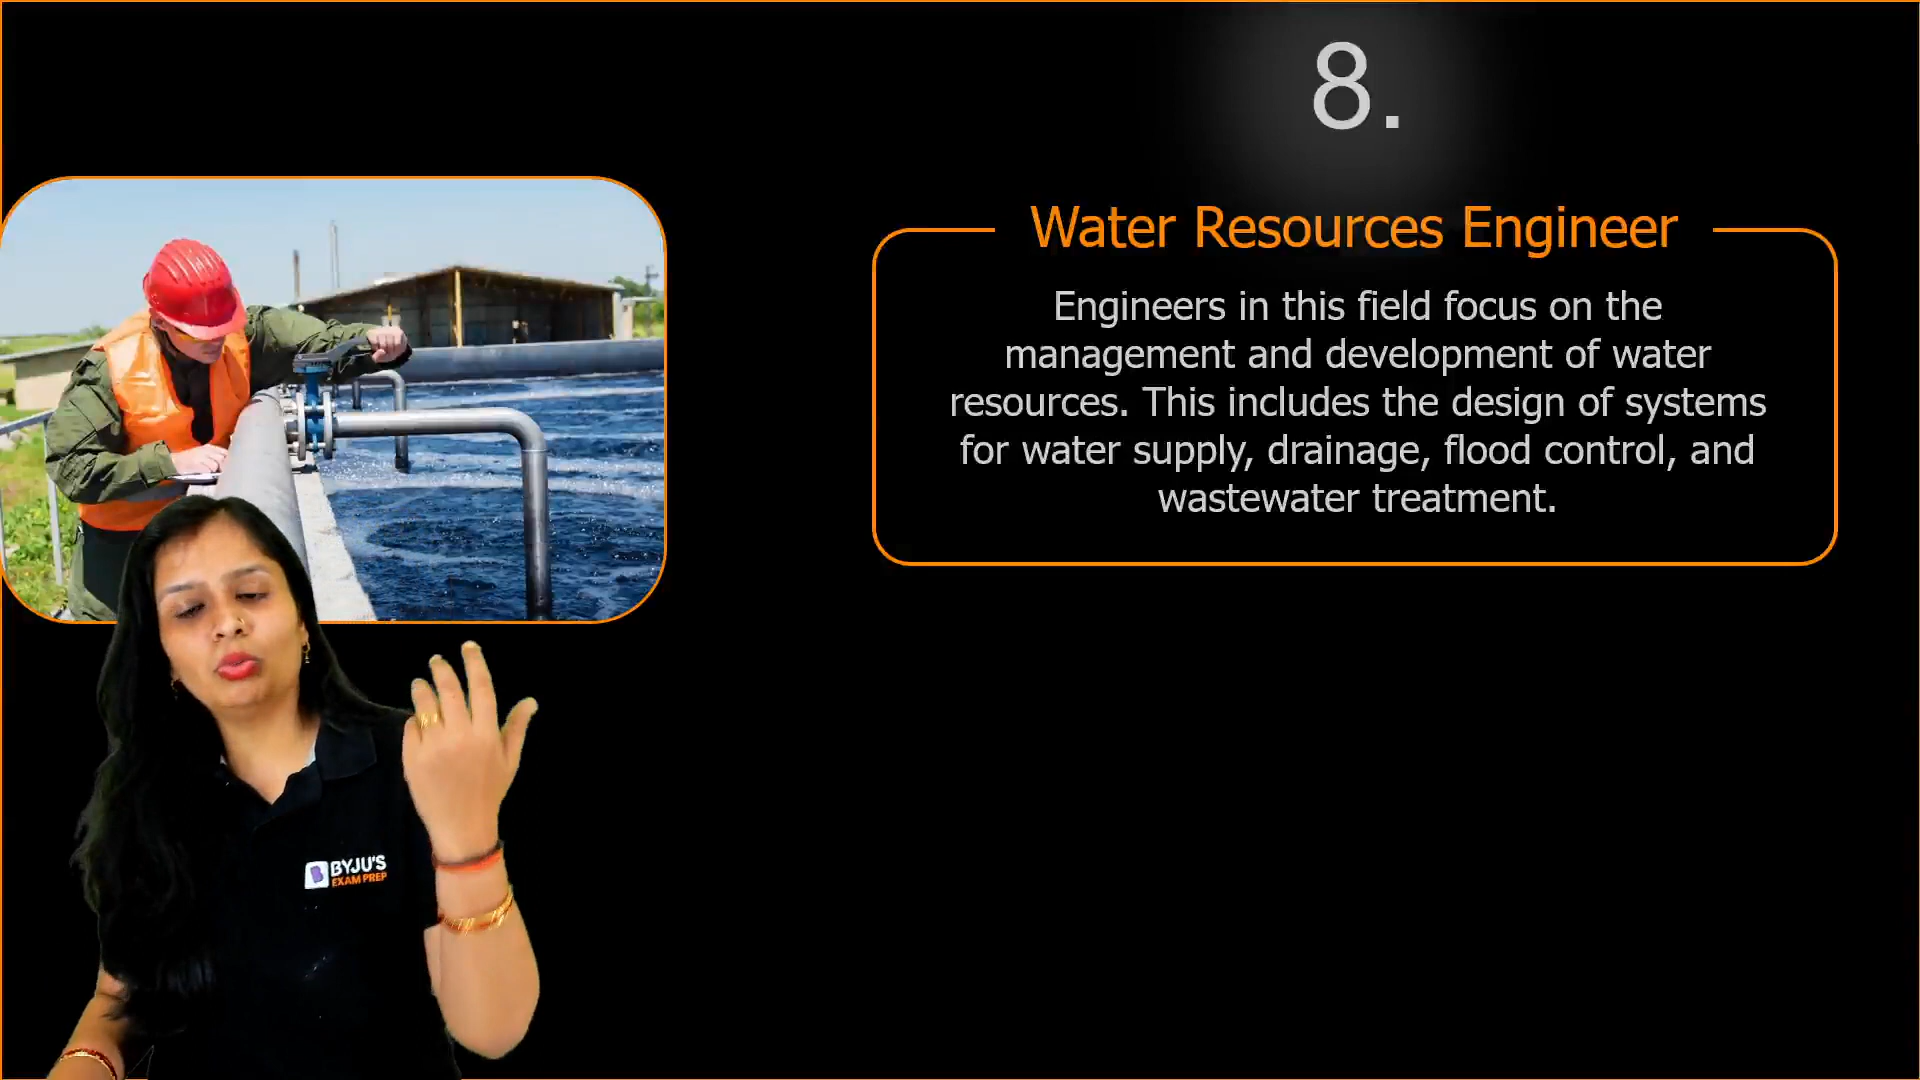 8.
Water Resources Engineer
Engineers in this field focus on the
management and development of water
resources. This includes the design of systems
for water supply, drainage, flood control, and
wastewater treatment.
BYJU'S
EXAM PREP